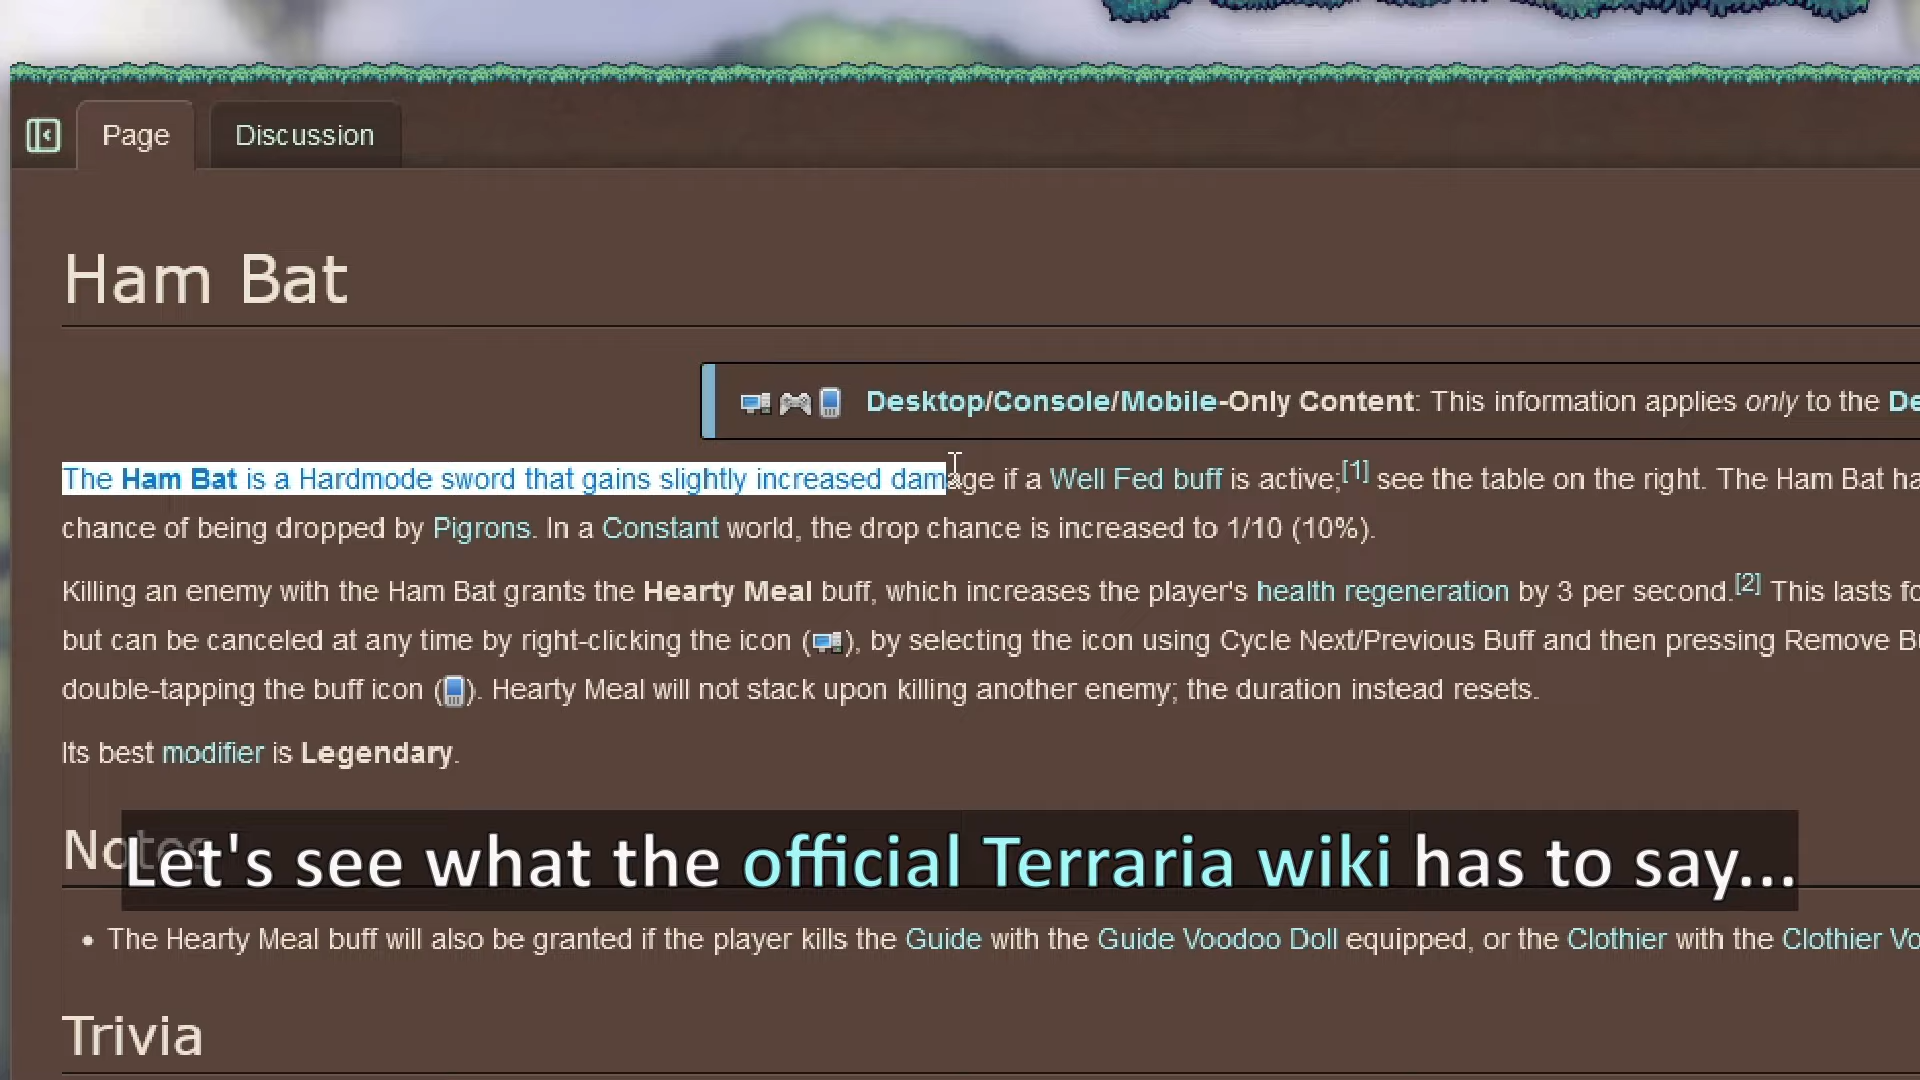 Page
Discussion
Ham Bat
Desktop/Console/Mobile-Only Content: This information applies only to the
The Ham Bat is a Hardmode sword that gains slightly increased damage if a Well Fed buff is active;[1] see the table on the right. The Ham Bat
chance of being dropped by Pigrons. In a Constant world, the drop chance is increased to 1/10 (10%).
Killing an enemy with the Ham Bat grants the Hearty Meal buff, which increases the player's health regeneration by 3 per second.[2] This lasts
but can be canceled at any time by right-clicking the icon (), by selecting the icon using Cycle Next/Previous Buff and then pressing Remove
double-tapping the buff icon (). Hearty Meal will not stack upon killing another enemy; the duration instead resets.
Its best modifier is Legendary.
Notes
Let's see what the official Terraria wiki has to say...
• The Hearty Meal buff will also be granted if the player kills the Guide with the Guide Voodoo Doll equipped, or the Clothier with the Clothier
Trivia